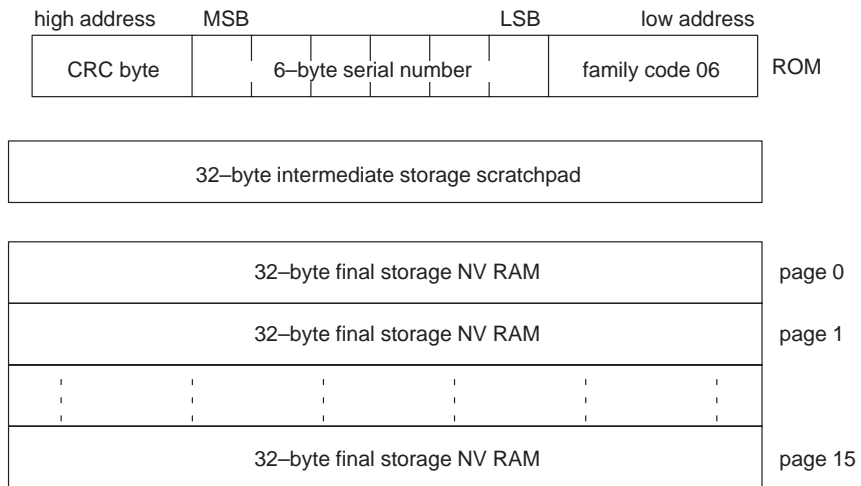 high address MSB LSB low address
CRC byte 6–byte serial number family code 06 ROM
32–byte intermediate storage scratchpad
32–byte final storage NV RAM page 0
32–byte final storage NV RAM page 1
32–byte final storage NV RAM page 15